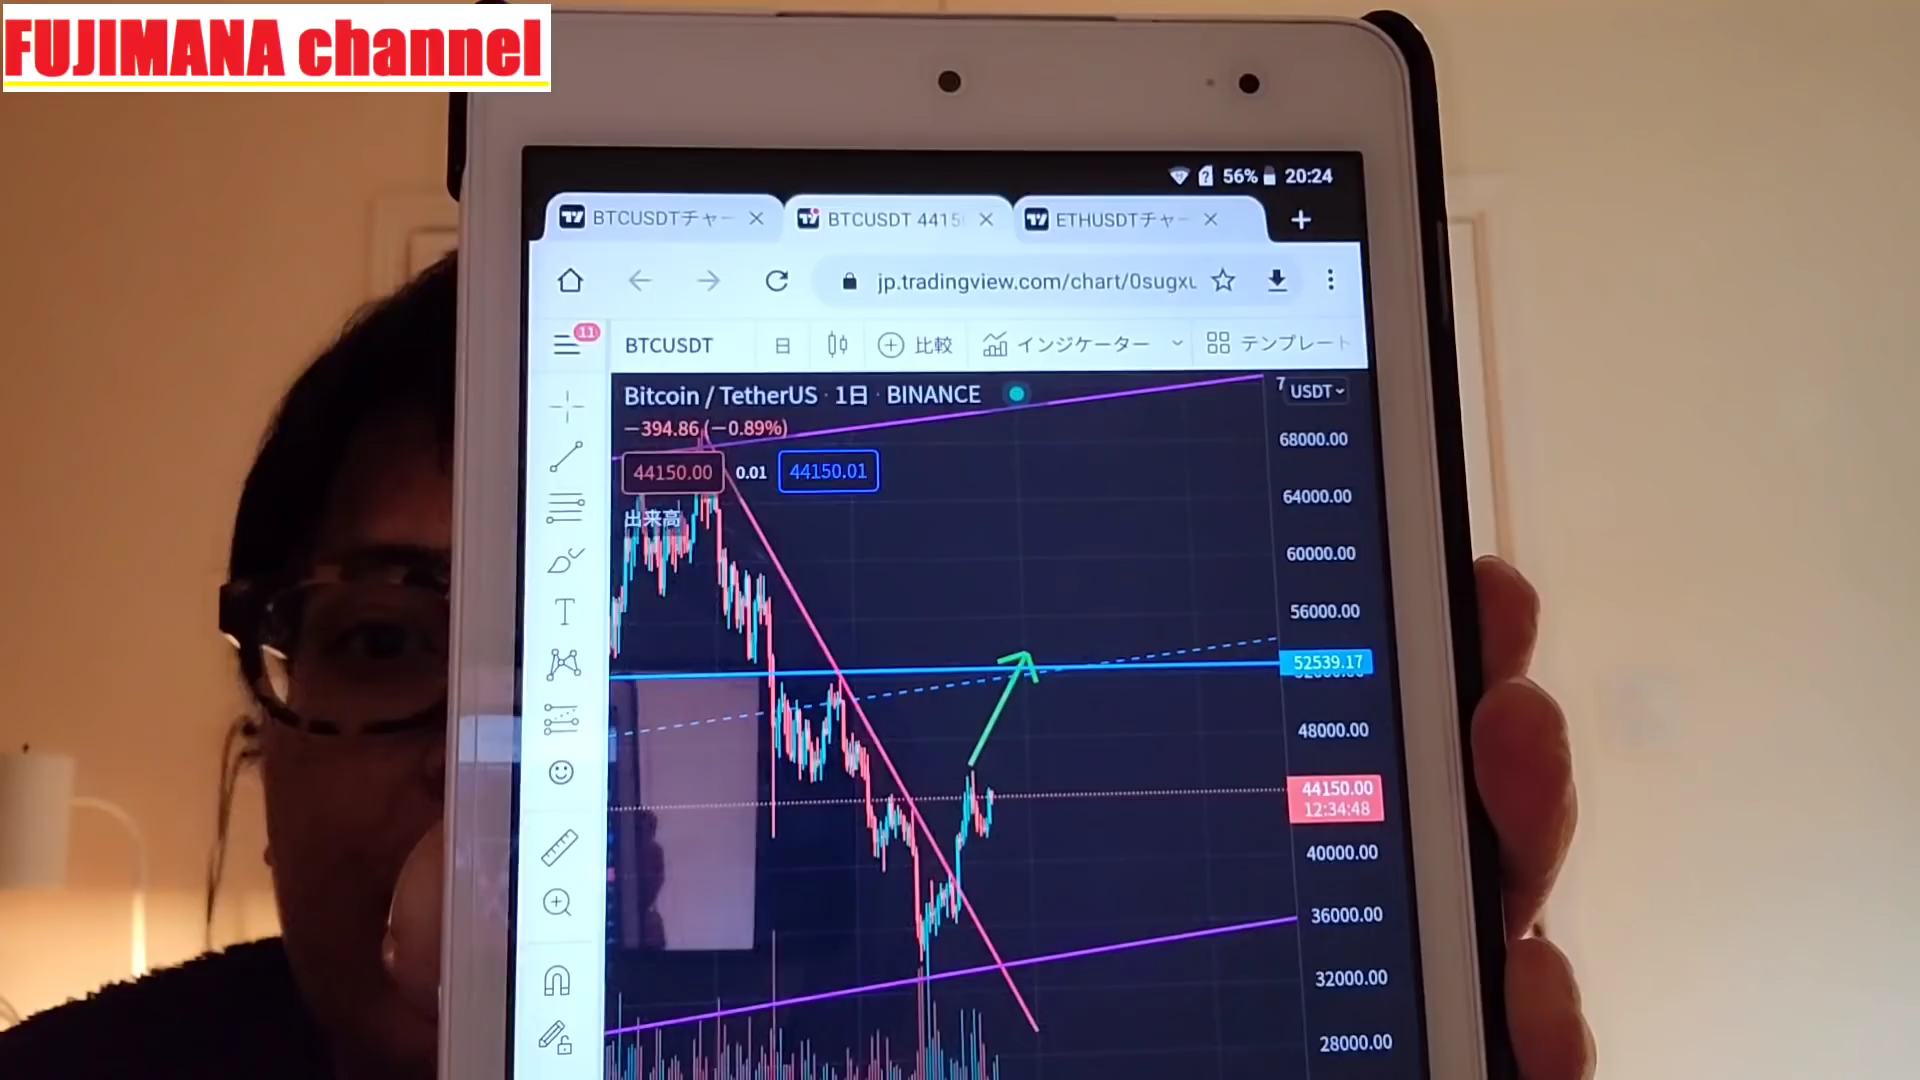 FUJIMANA channel
56% 20:24
BTCUSDTチャー
BTCUSDT 4415
ETHUSDTチャー
jp.tradingview.com/chart/0sugxu
11
BTCUSDT
日
比較
インジケーター
テンプレート
Bitcoin / TetherUS · 1日 · BINANCE
7 USDT
−394.86 (−0.89%)
68000.00
44150.00 0.01 44150.01
64000.00
出来高
60000.00
56000.00
52539.17
48000.00
44150.00
12:34:48
40000.00
36000.00
32000.00
28000.00